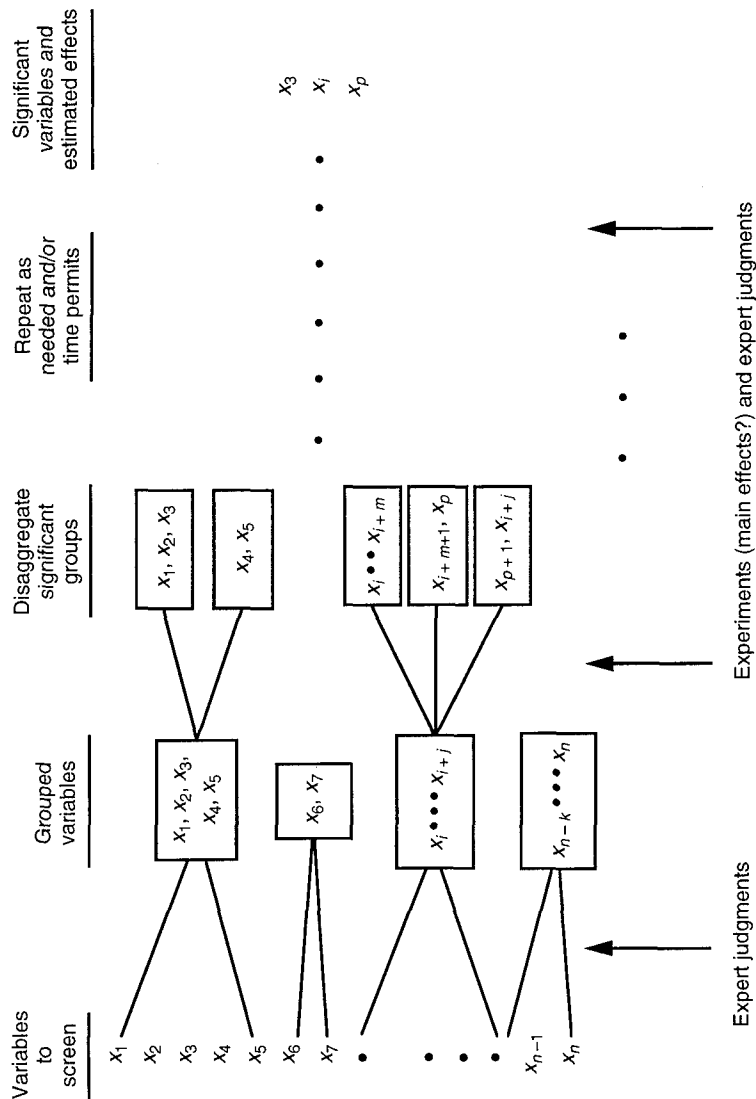 Variables
to
screen
Grouped
variables
Disaggregate
significant
groups
Repeat as
needed and/or
time permits
Significant
variables and
estimated effects
x1
x2
x3
x4
x5
x6
x7
xn−1
xn
x1, x2, x3,
x4, x5
x6, x7
xi •••• xi+j
xn−k •••• xn
x1, x2, x3
x4, x5
xi •• xi+m
xi+m+1, xp
xp+1, xi+j
x3
xi
xp
Expert judgments
Experiments (main effects?) and expert judgments